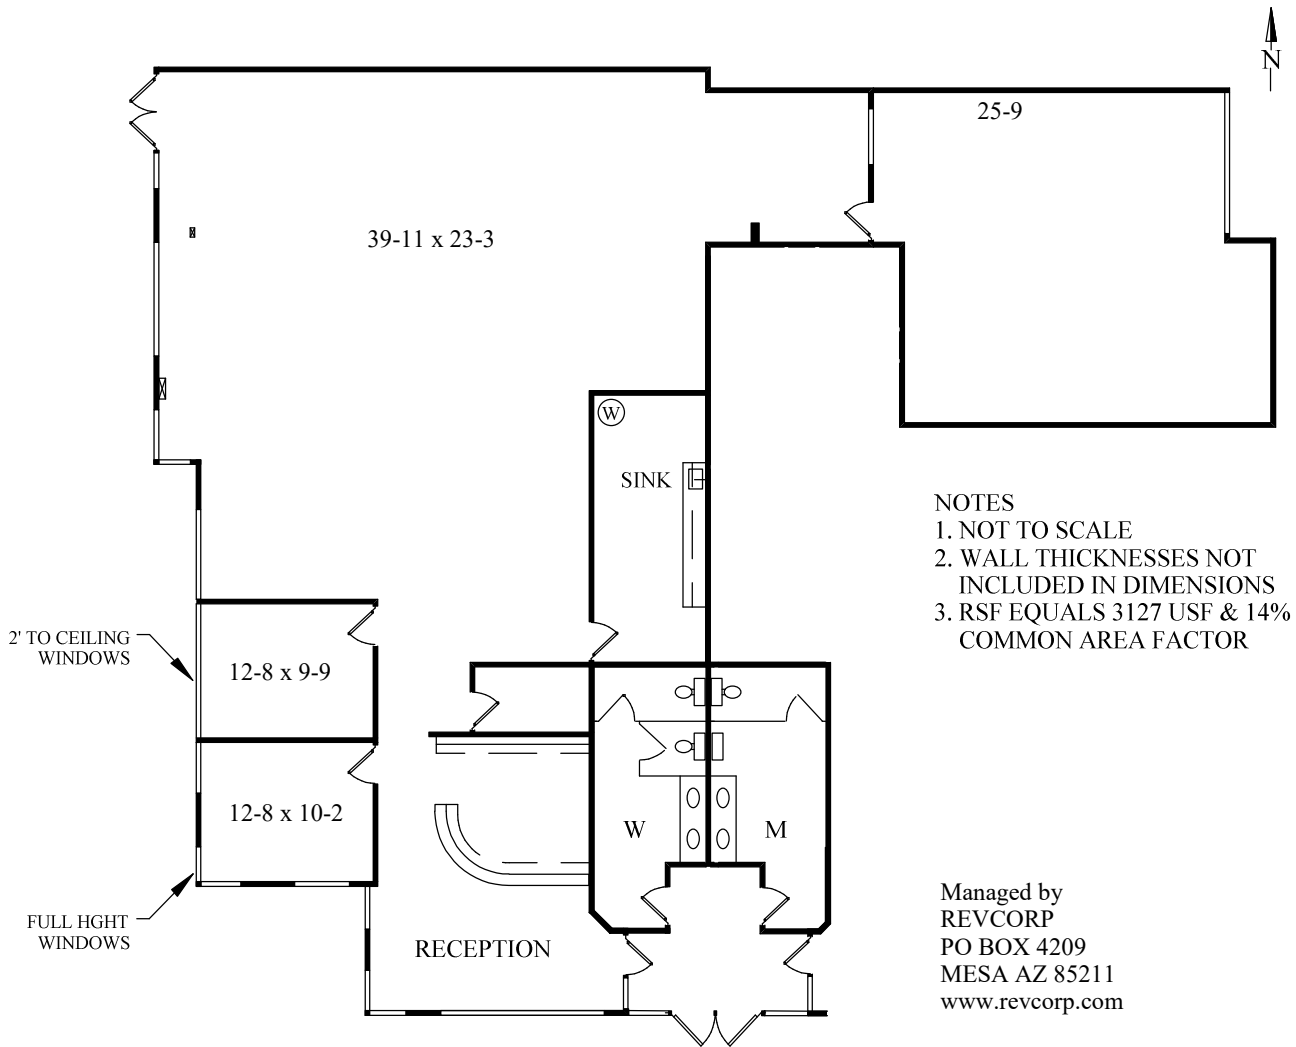 N
25-9
39-11 x 23-3
W
SINK
NOTES
1. NOT TO SCALE
2. WALL THICKNESSES NOT
INCLUDED IN DIMENSIONS
3. RSF EQUALS 3127 USF & 14%
COMMON AREA FACTOR
2' TO CEILING
WINDOWS
12-8 x 9-9
12-8 x 10-2
W
M
FULL HGHT
WINDOWS
RECEPTION
Managed by
REVCORP
PO BOX 4209
MESA AZ 85211
www.revcorp.com